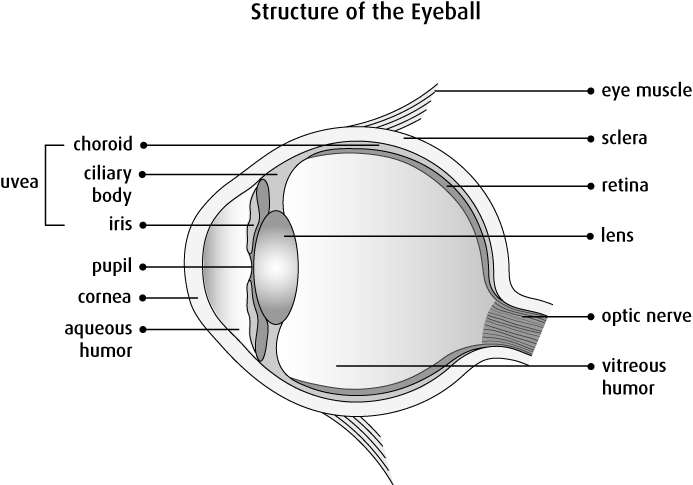 Structure of the Eyeball
uvea
choroid
ciliary
body
iris
pupil
cornea
aqueous
humor
eye muscle
sclera
retina
lens
optic nerve
vitreous
humor